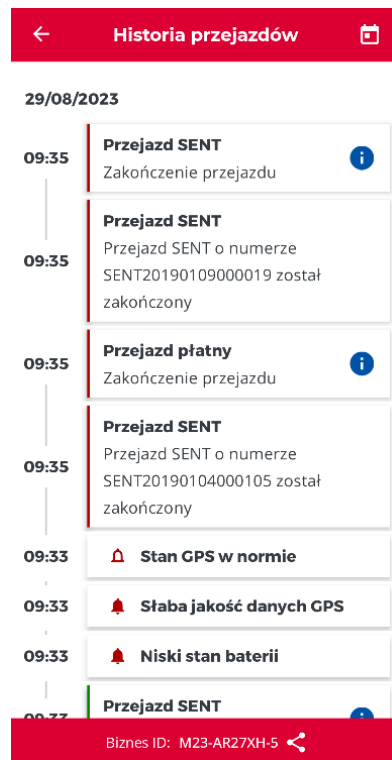 Historia przejazdów
29/08/2023
09:35
Przejazd SENT
Zakończenie przejazdu
09:35
Przejazd SENT
Przejazd SENT o numerze
SENT20190109000019 został
zakończony
09:35
Przejazd płatny
Zakończenie przejazdu
09:35
Przejazd SENT
Przejazd SENT o numerze
SENT20190104000105 został
zakończony
09:33
Stan GPS w normie
09:33
Słaba jakość danych GPS
09:33
Niski stan baterii
Przejazd SENT
Biznes ID: M23-AR27XH-5